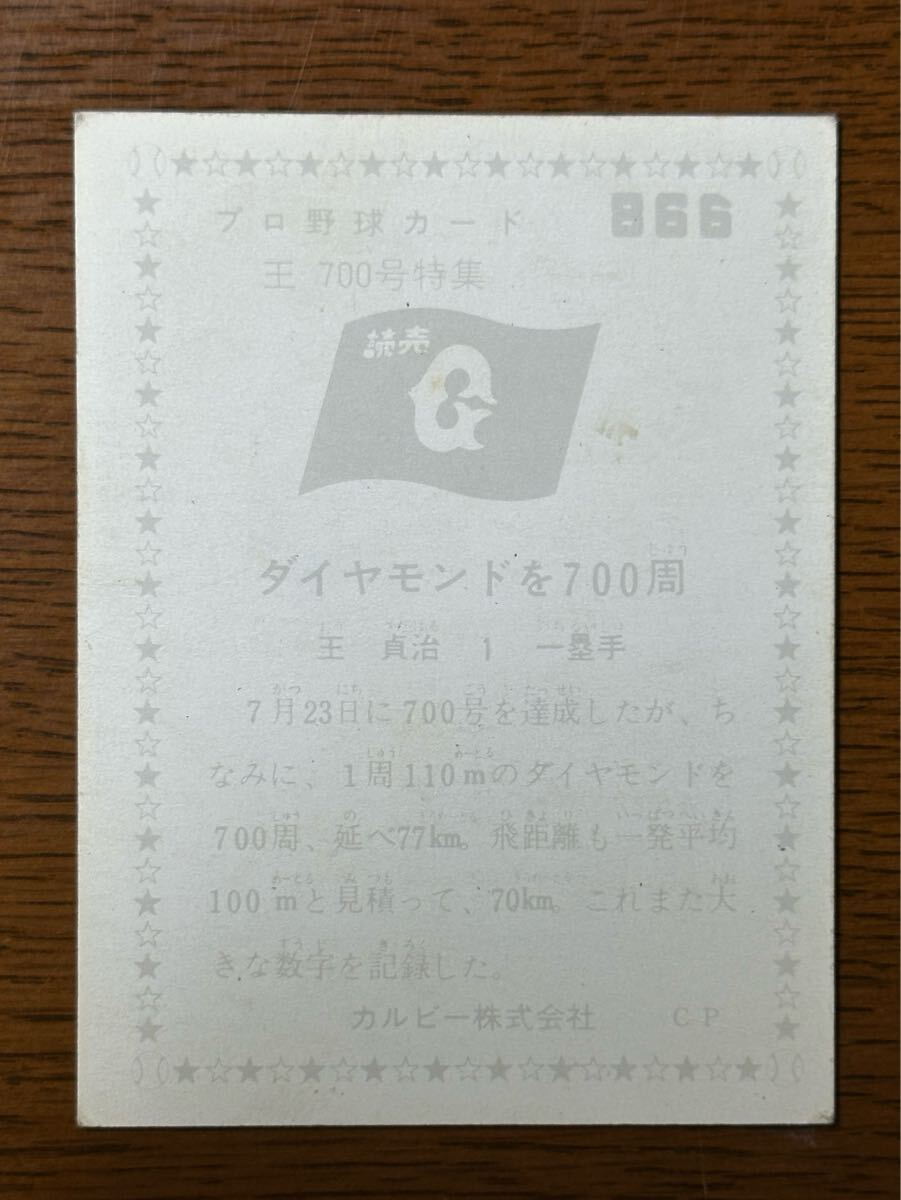 プロ野球カード 866
王 700号特集
読売
G
ダイヤモンドを700周
王 貞治 1 一塁手
7月23日に700号を達成したが、ち
なみに、1周110mのダイヤモンドを
700周、延べ77km。飛距離も一発平均
100mと見積って、70km。これまた大
きな数字を記録した。
カルビー株式会社 CP